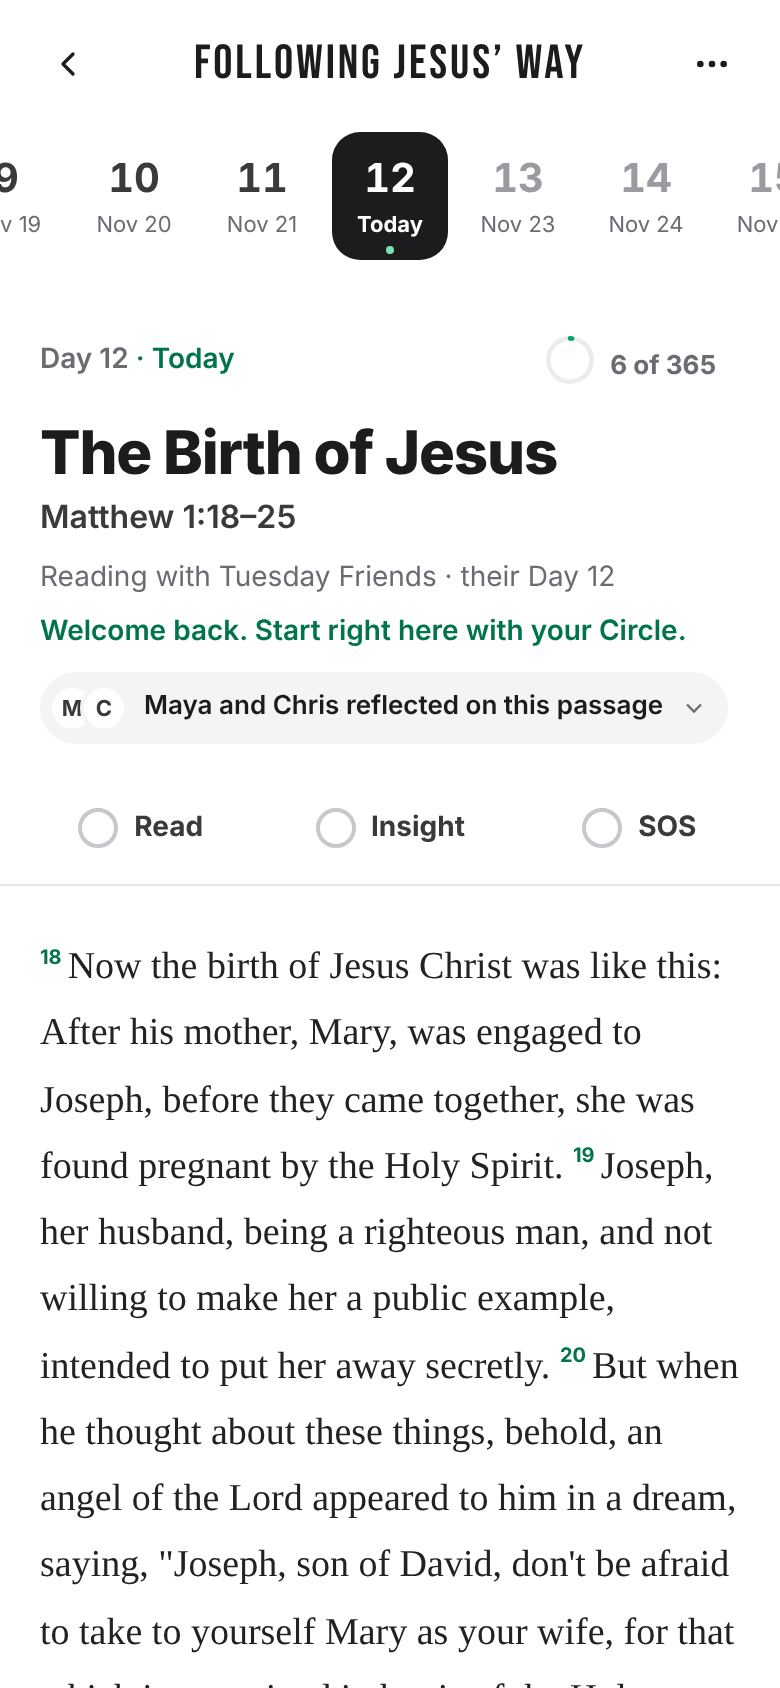 FOLLOWING JESUS’ WAY
9 10 11 12 13 14 15
v 19 Nov 20 Nov 21 Today Nov 23 Nov 24 Nov
Day 12 · Today 6 of 365
The Birth of Jesus
Matthew 1:18–25
Reading with Tuesday Friends · their Day 12
Welcome back. Start right here with your Circle.
M C Maya and Chris reflected on this passage
Read Insight SOS
18 Now the birth of Jesus Christ was like this:
After his mother, Mary, was engaged to
Joseph, before they came together, she was
found pregnant by the Holy Spirit. 19 Joseph,
her husband, being a righteous man, and not
willing to make her a public example,
intended to put her away secretly. 20 But when
he thought about these things, behold, an
angel of the Lord appeared to him in a dream,
saying, "Joseph, son of David, don't be afraid
to take to yourself Mary as your wife, for that